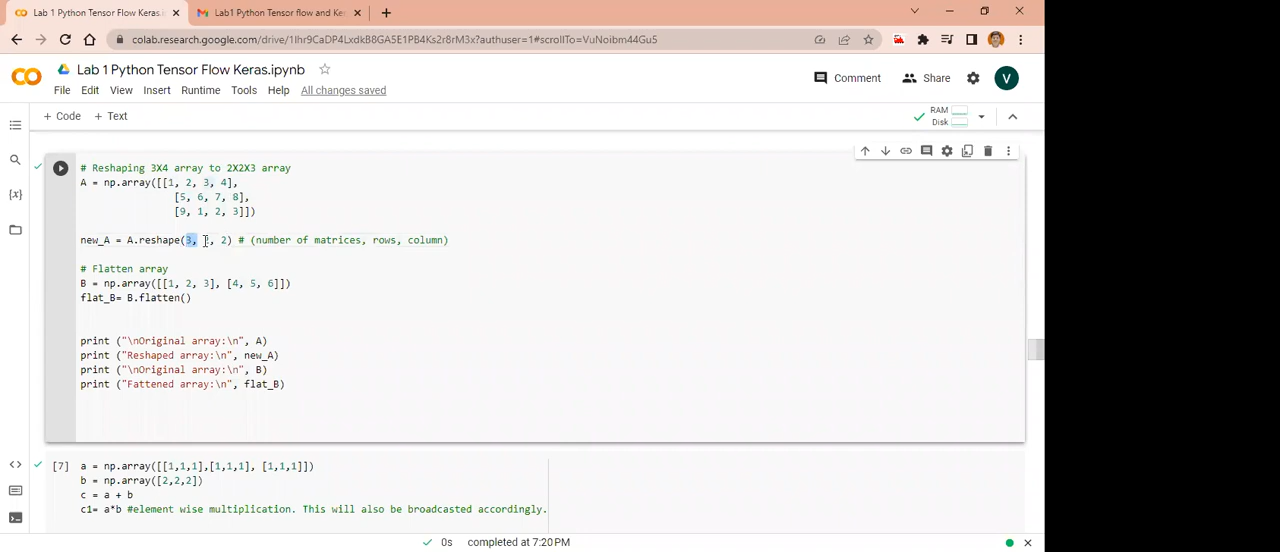 Lab 1 Python Tensor Flow Keras.i
Lab1 Python Tensor flow and Ke
colab.research.google.com/drive/1Ihr9CaDP4LxdkB8GA5E1PB4Ks2r8rM3x?authuser=1#scrollTo=VuNoibm44Gu5
Lab 1 Python Tensor Flow Keras.ipynb
Comment
Share
V
File Edit View Insert Runtime Tools Help All changes saved
+ Code + Text
RAM
Disk
# Reshaping 3X4 array to 2X2X3 array
A = np.array([[1, 2, 3, 4],
[5, 6, 7, 8],
[9, 1, 2, 3]])
new_A = A.reshape(3, , 2) # (number of matrices, rows, column)
# Flatten array
B = np.array([[1, 2, 3], [4, 5, 6]])
flat_B= B.flatten()
print ("\nOriginal array:\n", A)
print ("Reshaped array:\n", new_A)
print ("\nOriginal array:\n", B)
print ("Fattened array:\n", flat_B)
[7] a = np.array([[1,1,1],[1,1,1], [1,1,1]])
b = np.array([2,2,2])
c = a + b
c1= a*b #element wise multiplication. This will also be broadcasted accordingly.
0s completed at 7:20PM